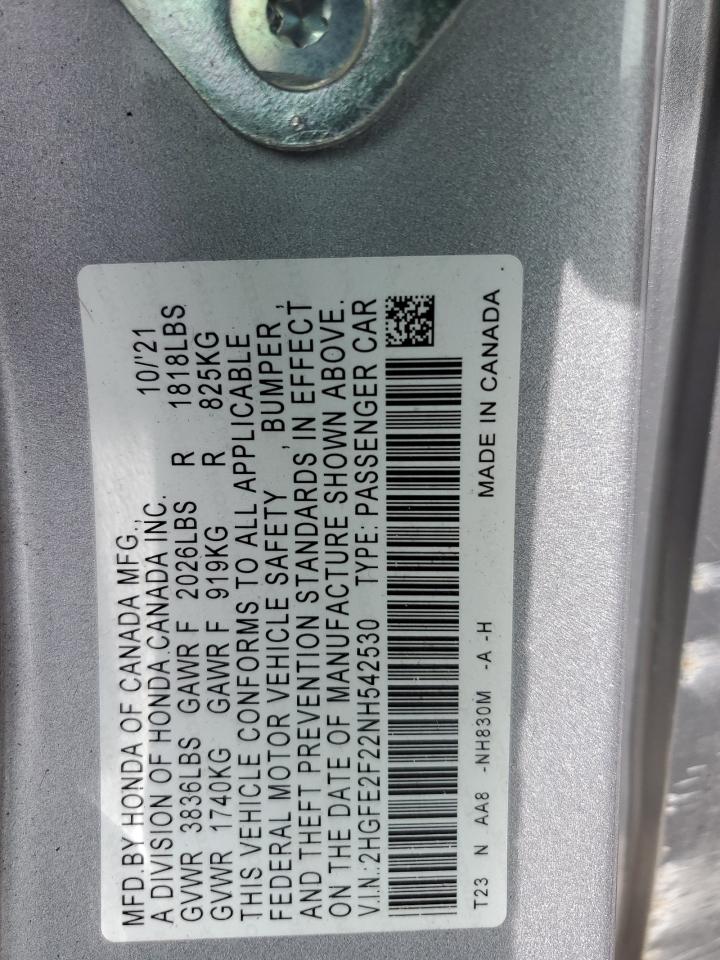 MFD.BY HONDA OF CANADA MFG.,
A DIVISION OF HONDA CANADA INC. 10/'21
GVWR 3836LBS GAWR F 2026LBS R 1818LBS
GVWR 1740KG GAWR F 919KG R 825KG
THIS VEHICLE CONFORMS TO ALL APPLICABLE
FEDERAL MOTOR VEHICLE SAFETY , BUMPER ,
AND THEFT PREVENTION STANDARDS IN EFFECT
ON THE DATE OF MANUFACTURE SHOWN ABOVE.
V.I.N.:2HGFE2F22NH542530 TYPE: PASSENGER CAR
T23 N AA8 -NH830M -A -H MADE IN CANADA